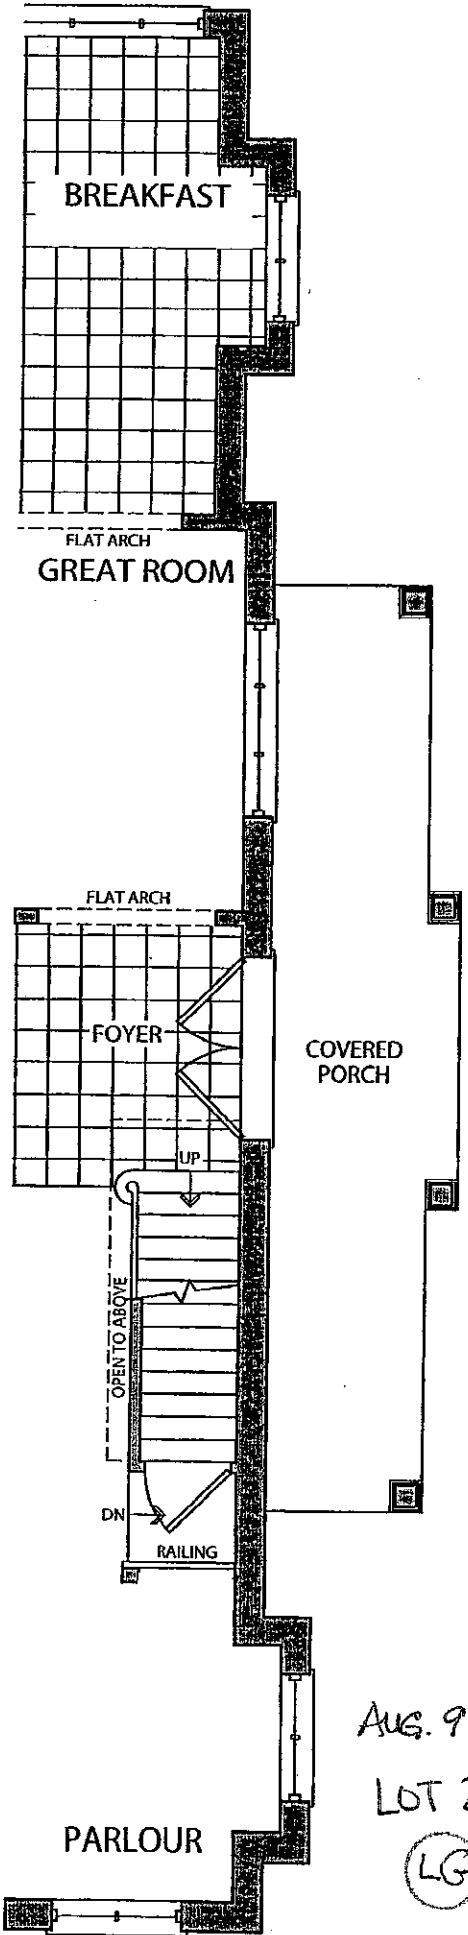 BREAKFAST
FLAT ARCH
GREAT ROOM
FLAT ARCH
FOYER
COVERED
PORCH
UP
OPEN TO ABOVE
DN
RAILING
AUG. 9
LOT
PARLOUR
LG